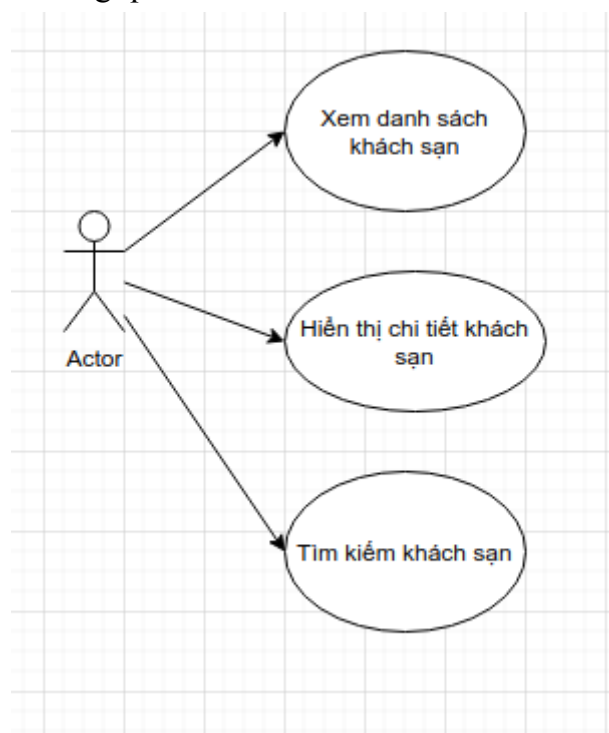 Xem danh sách
khách sạn
Hiển thị chi tiết khách
sạn
Actor
Tìm kiếm khách sạn